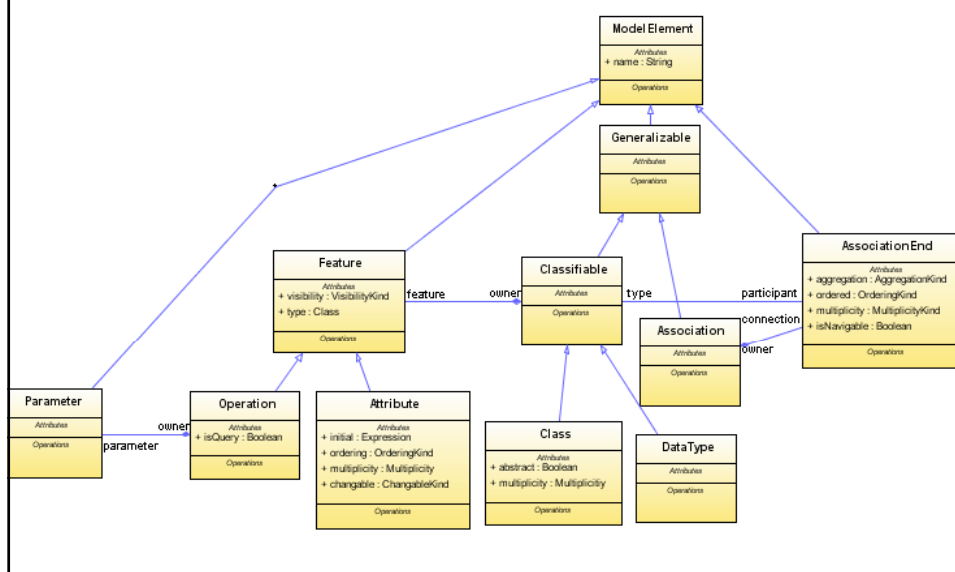 ModelElement
Attributes
+ name : String
Operations
Generalizable
Attributes
Operations
Feature
Attributes
+ visibility : VisibilityKind
+ type : Class
Operations
feature
owner
Classifiable
Attributes
Operations
type
participant
AssociationEnd
Attributes
+ aggregation : AggregationKind
+ ordered : OrderingKind
+ multiplicity : MultiplicityKind
+ isNavigable : Boolean
Operations
connection
owner
Association
Attributes
Operations
Parameter
Attributes
Operations
parameter
owner
Operation
Attributes
+ isQuery : Boolean
Operations
Attribute
Attributes
+ initial : Expression
+ ordering : OrderingKind
+ multiplicity : Multiplicity
+ changable : ChangableKind
Operations
Class
Attributes
+ abstract : Boolean
+ multiplicity : Multiplicitiy
Operations
DataType
Attributes
Operations